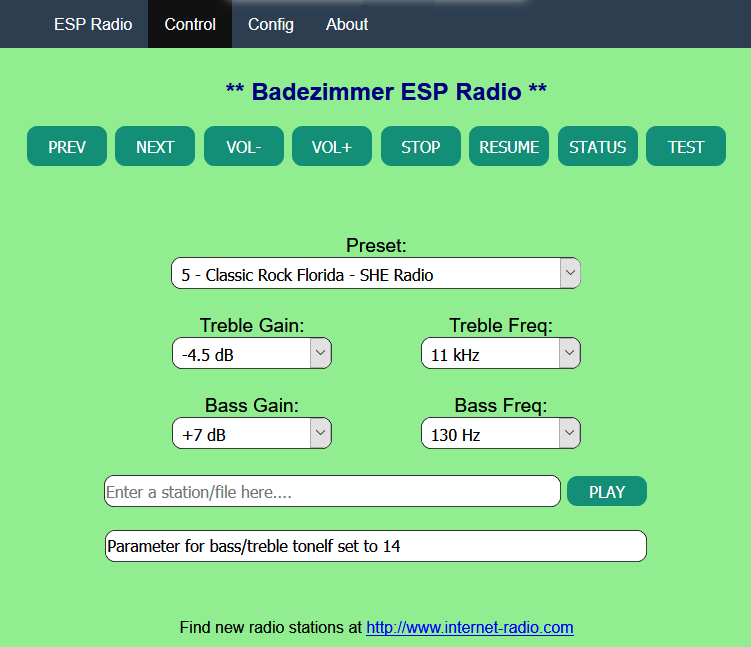 ESP Radio Control Config About
** Badezimmer ESP Radio **
PREV NEXT VOL- VOL+ STOP RESUME STATUS TEST
Preset:
5 - Classic Rock Florida - SHE Radio
Treble Gain: Treble Freq:
-4.5 dB 11 kHz
Bass Gain: Bass Freq:
+7 dB 130 Hz
Enter a station/file here.... PLAY
Parameter for bass/treble tonelf set to 14
Find new radio stations at http://www.internet-radio.com